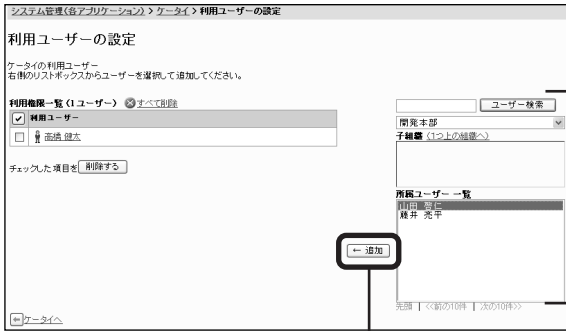 システム管理(各アプリケーション) > ケータイ > 利用ユーザーの設定
利用ユーザーの設定
ケータイの利用ユーザー
右側のリストボックスからユーザーを選択して追加してください。
利用権限一覧 (1ユーザー) すべて削除
利用ユーザー
高橋 健太
チェックした項目を 削除する
ユーザー検索
開発本部
子組織 (1つ上の組織へ)
所属ユーザー 一覧
山田 啓仁
藤井 亮平
← 追加
先頭 | <<前の10件 | 次の10件>>
ケータイへ